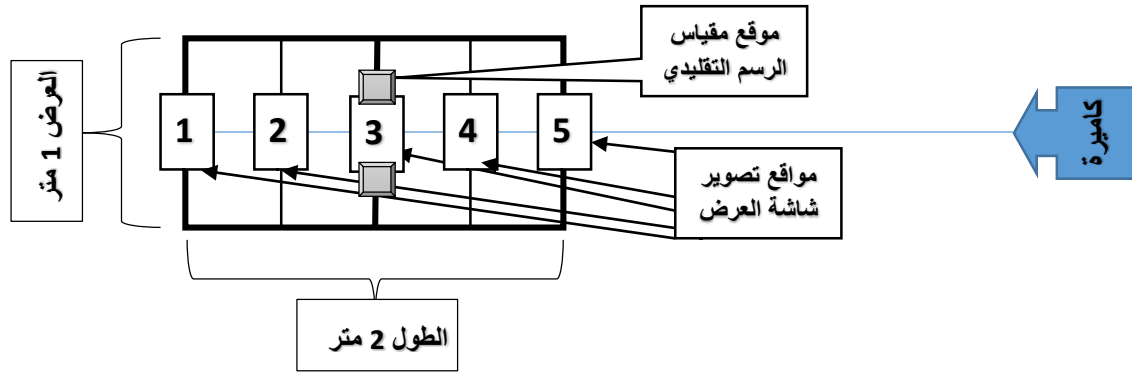 موقع مقياس
الرسم التقليدي
العرض 1 متر
1
2
3
4
5
كاميرة
مواقع تصوير
شاشة العرض
الطول 2 متر